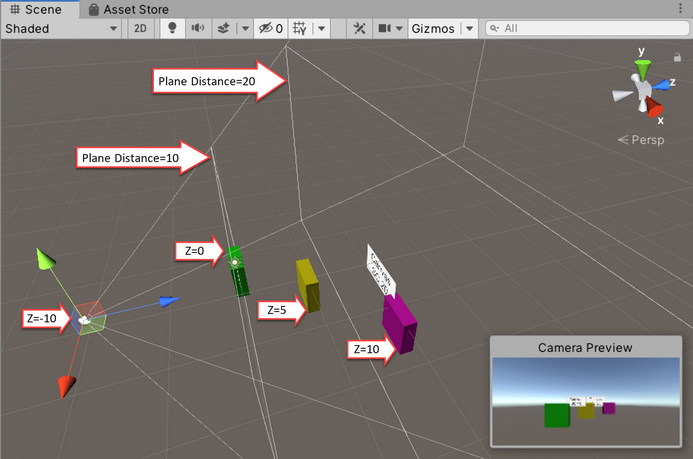 Scene
Asset Store
Shaded
2D
0
Gizmos
All
y
z
x
Persp
Plane Distance=20
Plane Distance=10
Z=0
Z=-10
Z=5
Z=10
Camera Preview